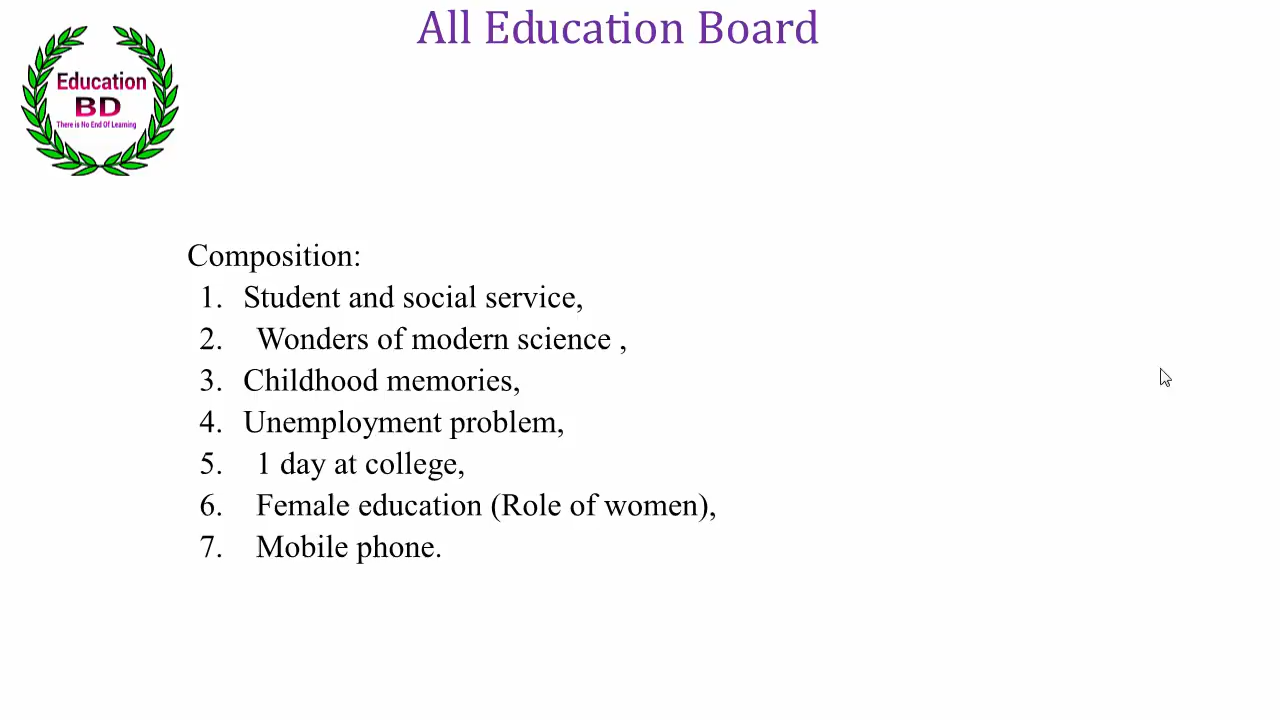 All Education Board
Education
BD
There is No End Of Learning
Composition:
1. Student and social service,
2. Wonders of modern science ,
3. Childhood memories,
4. Unemployment problem,
5. 1 day at college,
6. Female education (Role of women),
7. Mobile phone.